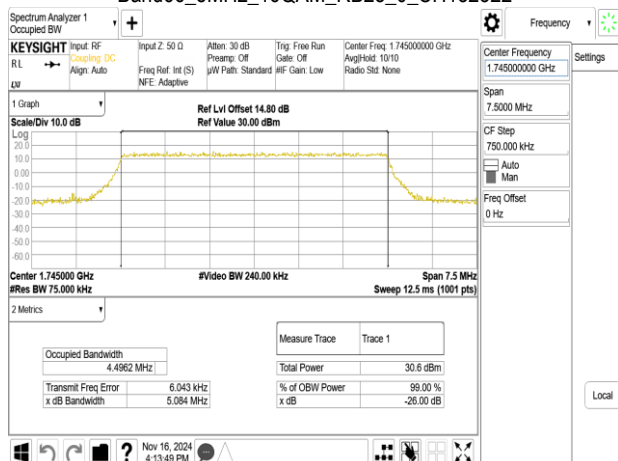 Spectrum Analyzer 1
Occupied BW
Frequency
KEYSIGHT Input: RF
Coupling: DC
Align: Auto
RL
Input Z: 50 Ω
Freq Ref: Int (S)
NFE: Adaptive
Atten: 30 dB
Preamp: Off
µW Path: Standard
Trig: Free Run
Gate: Off
#IF Gain: Low
Center Freq: 1.745000000 GHz
Avg|Hold: 10/10
Radio Std: None
Center Frequency
1.745000000 GHz
Settings
Span
7.5000 MHz
CF Step
750.000 kHz
Auto
Man
Freq Offset
0 Hz
Local
1 Graph
Scale/Div 10.0 dB
Ref Lvl Offset 14.80 dB
Ref Value 30.00 dBm
Log
20.0
10.0
0.00
-10.0
-20.0
-30.0
-40.0
-50.0
-60.0
Center 1.745000 GHz
#Video BW 240.00 kHz
Span 7.5 MHz
#Res BW 75.000 kHz
Sweep 12.5 ms (1001 pts)
2 Metrics
Measure Trace Trace 1
Occupied Bandwidth
4.4962 MHz
Total Power 30.6 dBm
Transmit Freq Error 6.043 kHz
% of OBW Power 99.00 %
x dB Bandwidth 5.084 MHz
x dB -26.00 dB
Nov 16, 2024
4:13:49 PM